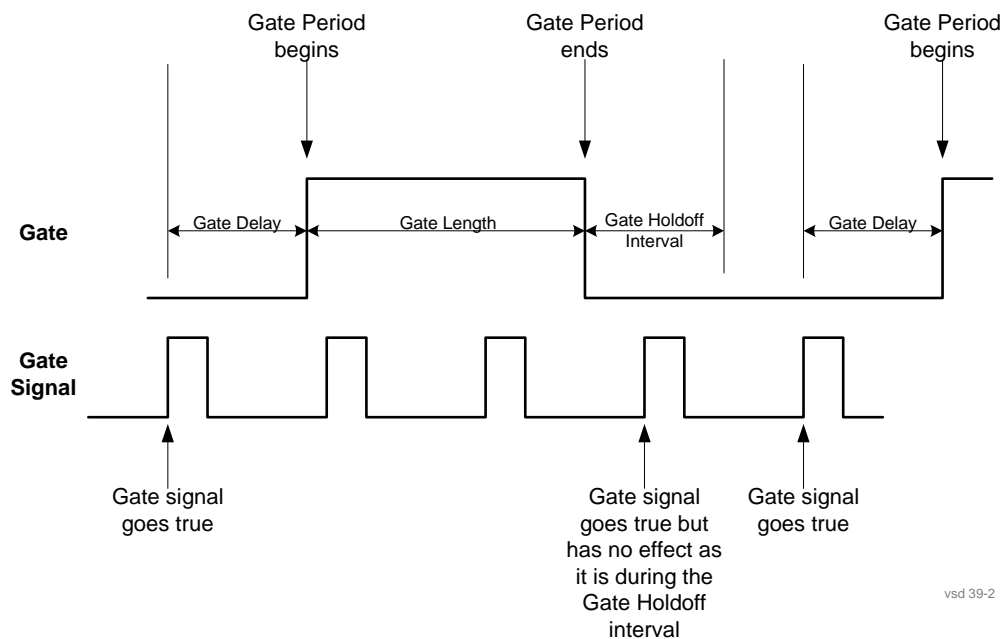 Gate Period
begins
Gate Period
ends
Gate Period
begins
Gate
Gate Delay
Gate Length
Gate Holdoff
Interval
Gate Delay
Gate
Signal
Gate signal
goes true
Gate signal
goes true but
has no effect as
it is during the
Gate Holdoff
interval
Gate signal
goes true
vsd 39-2